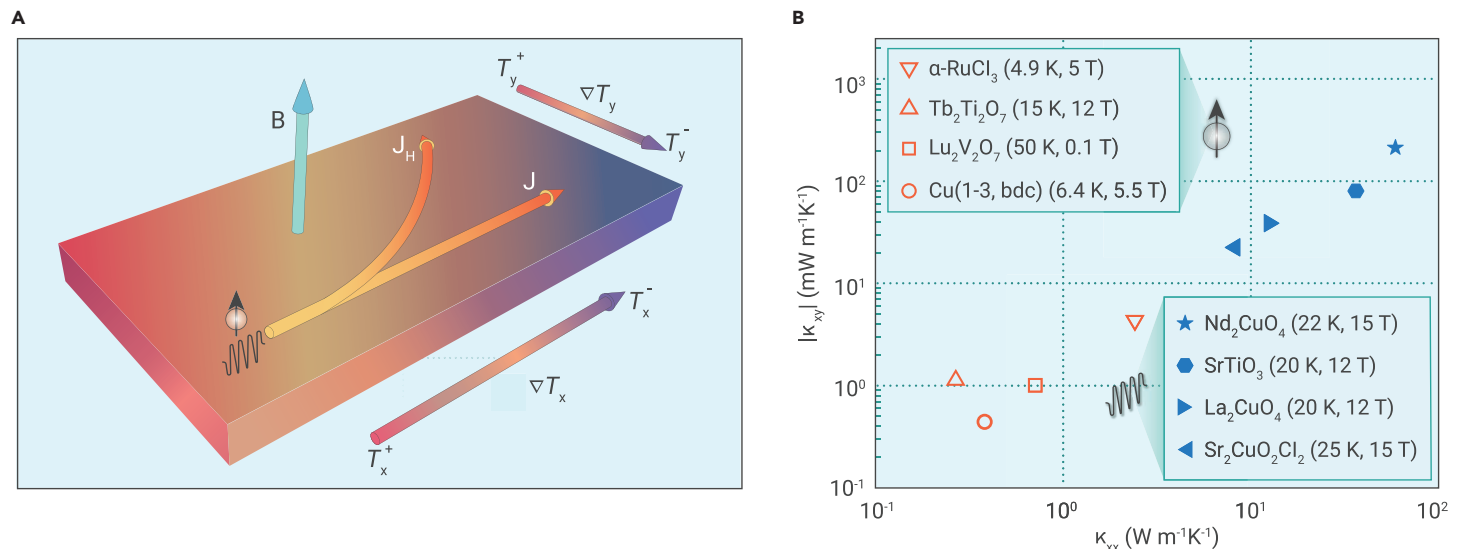 A
B
T_y^+
∇T_y
T_y^-
B
J_H
J
T_x^-
∇T_x
T_x^+
|κ_xy| (mW m⁻¹K⁻¹)
10³
10²
10¹
10⁰
10⁻¹
α-RuCl₃ (4.9 K, 5 T)
Tb₂Ti₂O₇ (15 K, 12 T)
Lu₂V₂O₇ (50 K, 0.1 T)
Cu(1-3, bdc) (6.4 K, 5.5 T)
Nd₂CuO₄ (22 K, 15 T)
SrTiO₃ (20 K, 12 T)
La₂CuO₄ (20 K, 12 T)
Sr₂CuO₂Cl₂ (25 K, 15 T)
10⁻¹ 10⁰ 10¹ 10²
κ_xx (W m⁻¹K⁻¹)